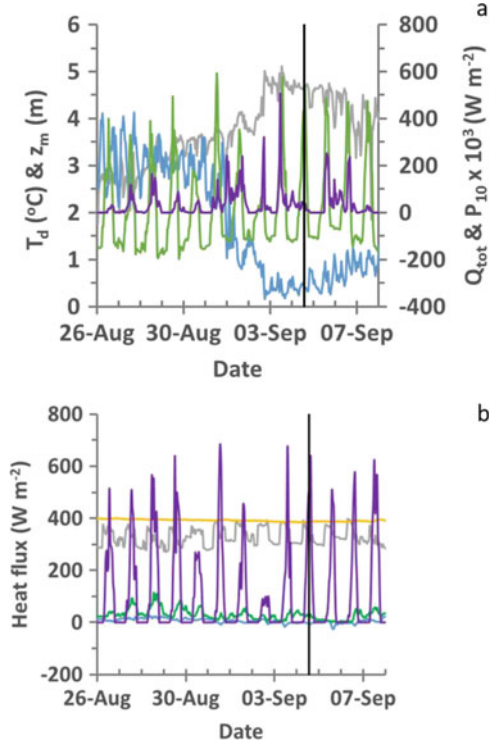 a
6
5
4
3
2
1
0
T_d (°C) & z_m (m)
800
600
400
200
0
-200
-400
Q_tot & P_10 x 10^3 (W m^-2)
26-Aug 30-Aug 03-Sep 07-Sep
Date
b
800
600
400
200
0
-200
Heat flux (W m^-2)
26-Aug 30-Aug 03-Sep 07-Sep
Date